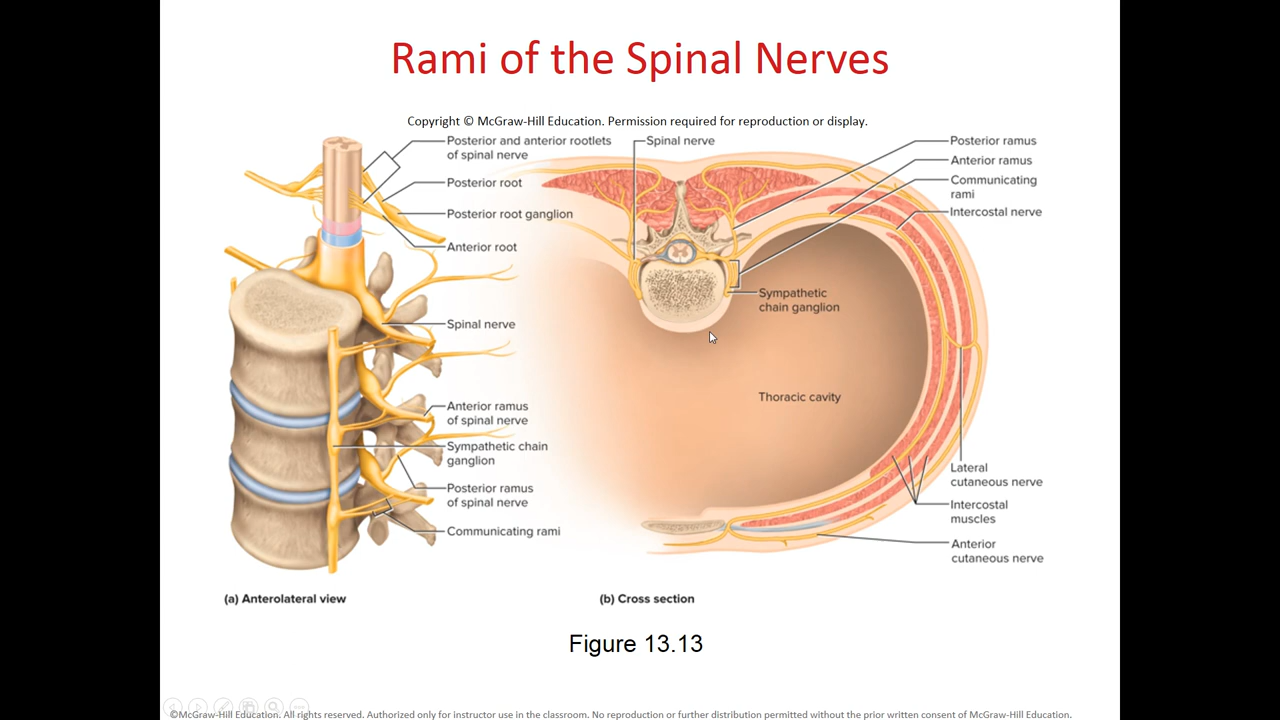 Rami of the Spinal Nerves
Copyright © McGraw-Hill Education. Permission required for reproduction or display.
Posterior and anterior rootlets
of spinal nerve
Posterior root
Posterior root ganglion
Anterior root
Spinal nerve
Anterior ramus
of spinal nerve
Sympathetic chain
ganglion
Posterior ramus
of spinal nerve
Communicating rami
(a) Anterolateral view
Spinal nerve
Posterior ramus
Anterior ramus
Communicating
rami
Intercostal nerve
Sympathetic
chain ganglion
Thoracic cavity
Lateral
cutaneous nerve
Intercostal
muscles
Anterior
cutaneous nerve
(b) Cross section
Figure 13.13
©McGraw-Hill Education. All rights reserved. Authorized only for instructor use in the classroom. No reproduction or further distribution permitted without the prior written consent of McGraw-Hill Education.